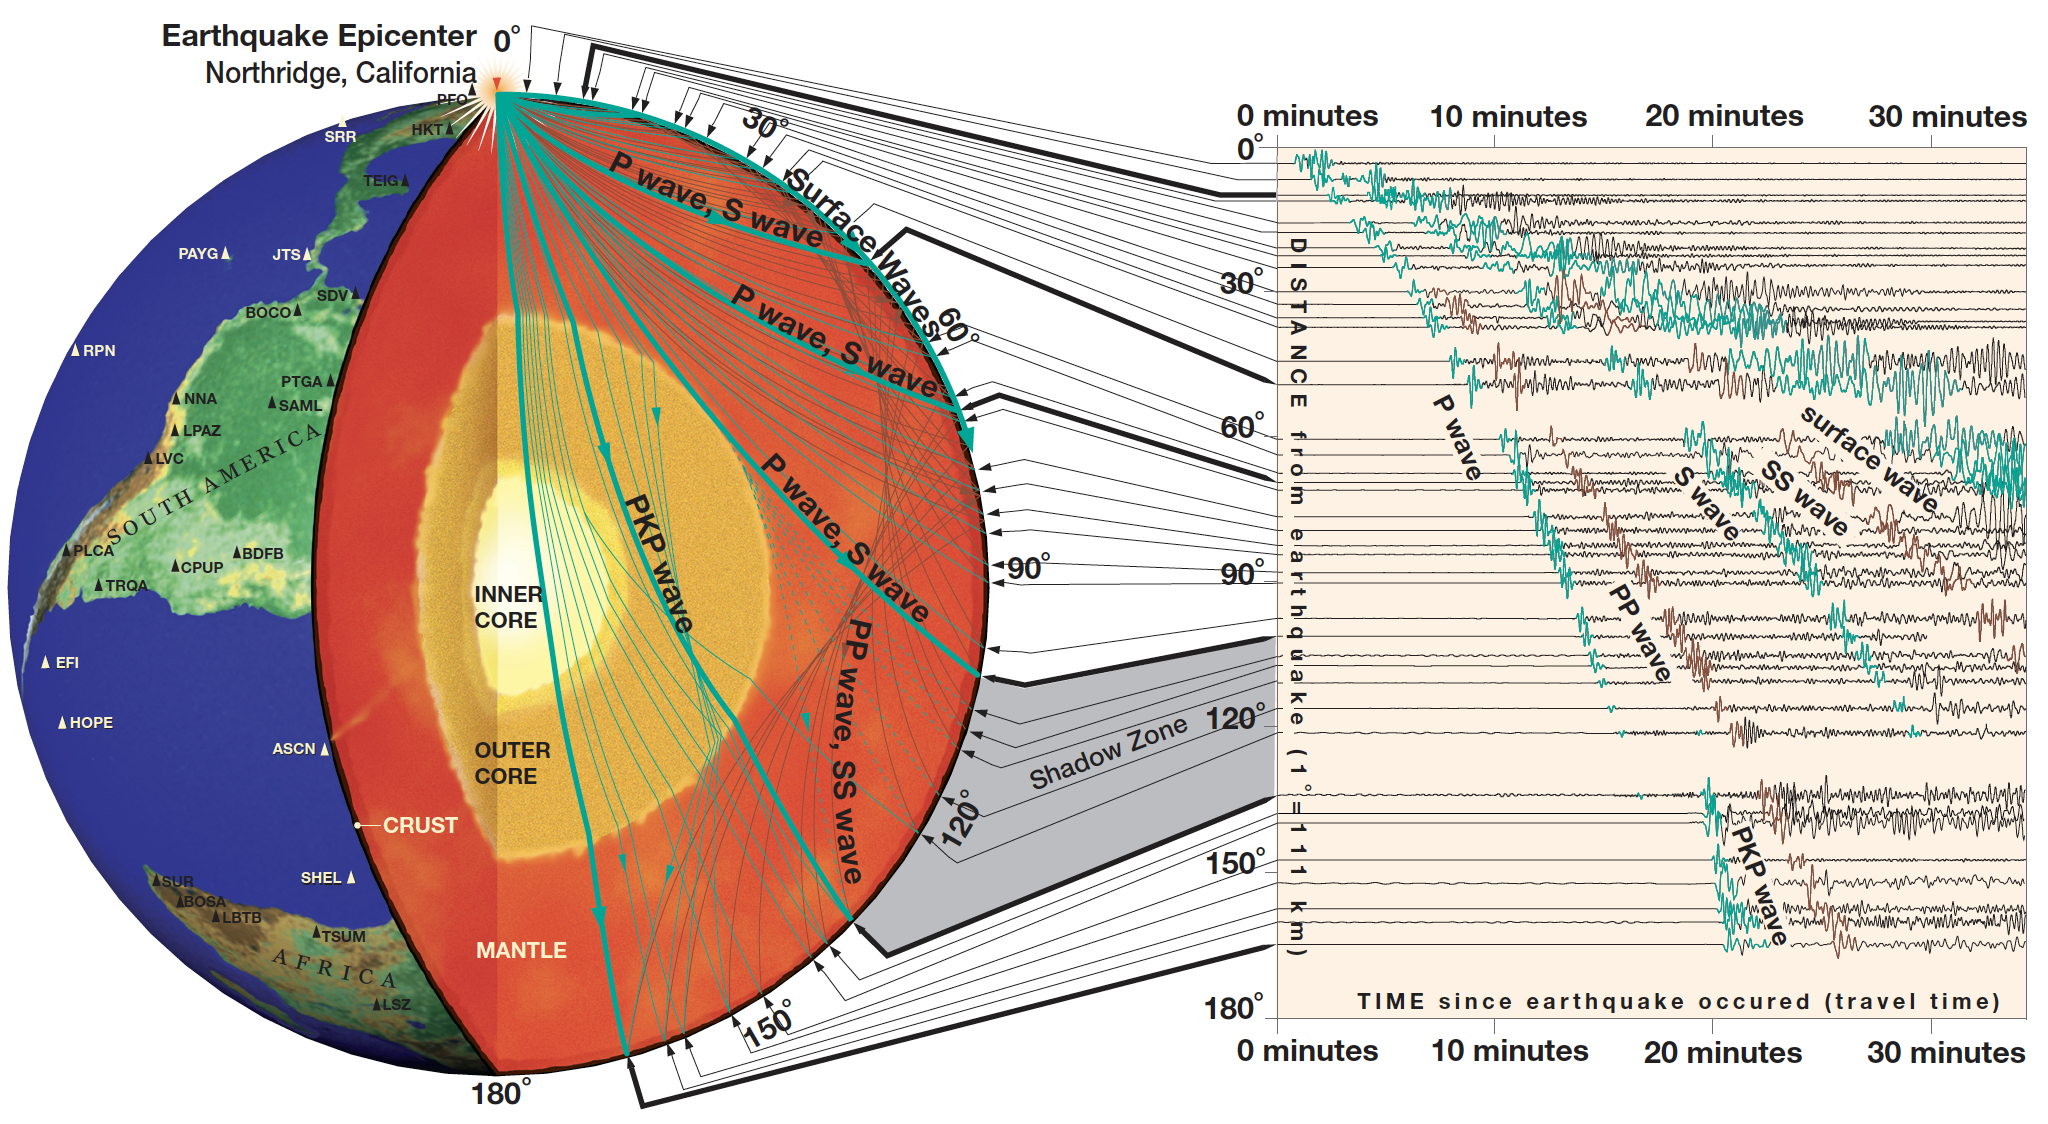 Earthquake Epicenter
Northridge, California
0°
PFO
SRR
HKT
TEIG
PAYG
JTS
SDV
BOCO
RPN
PTGA
NNA
SAML
LPAZ
LVC
SOUTH AMERICA
PLCA
BDFB
CPUP
TRQA
EFI
HOPE
ASCN
CRUST
SHEL
SUR
BOSA
LBTB
TSUM
AFRICA
LSZ
INNER
CORE
OUTER
CORE
MANTLE
30°
Surface Waves
60°
P wave, S wave
P wave, S wave
P wave, S wave
PKP wave
PP wave, SS wave
90°
120°
150°
180°
Shadow Zone
0 minutes
10 minutes
20 minutes
30 minutes
0°
30°
60°
90°
120°
150°
180°
DISTANCE from earthquake (1°=111 km)
P wave
S wave
SS wave
surface wave
PP wave
PKP wave
TIME since earthquake occured (travel time)
0 minutes
10 minutes
20 minutes
30 minutes